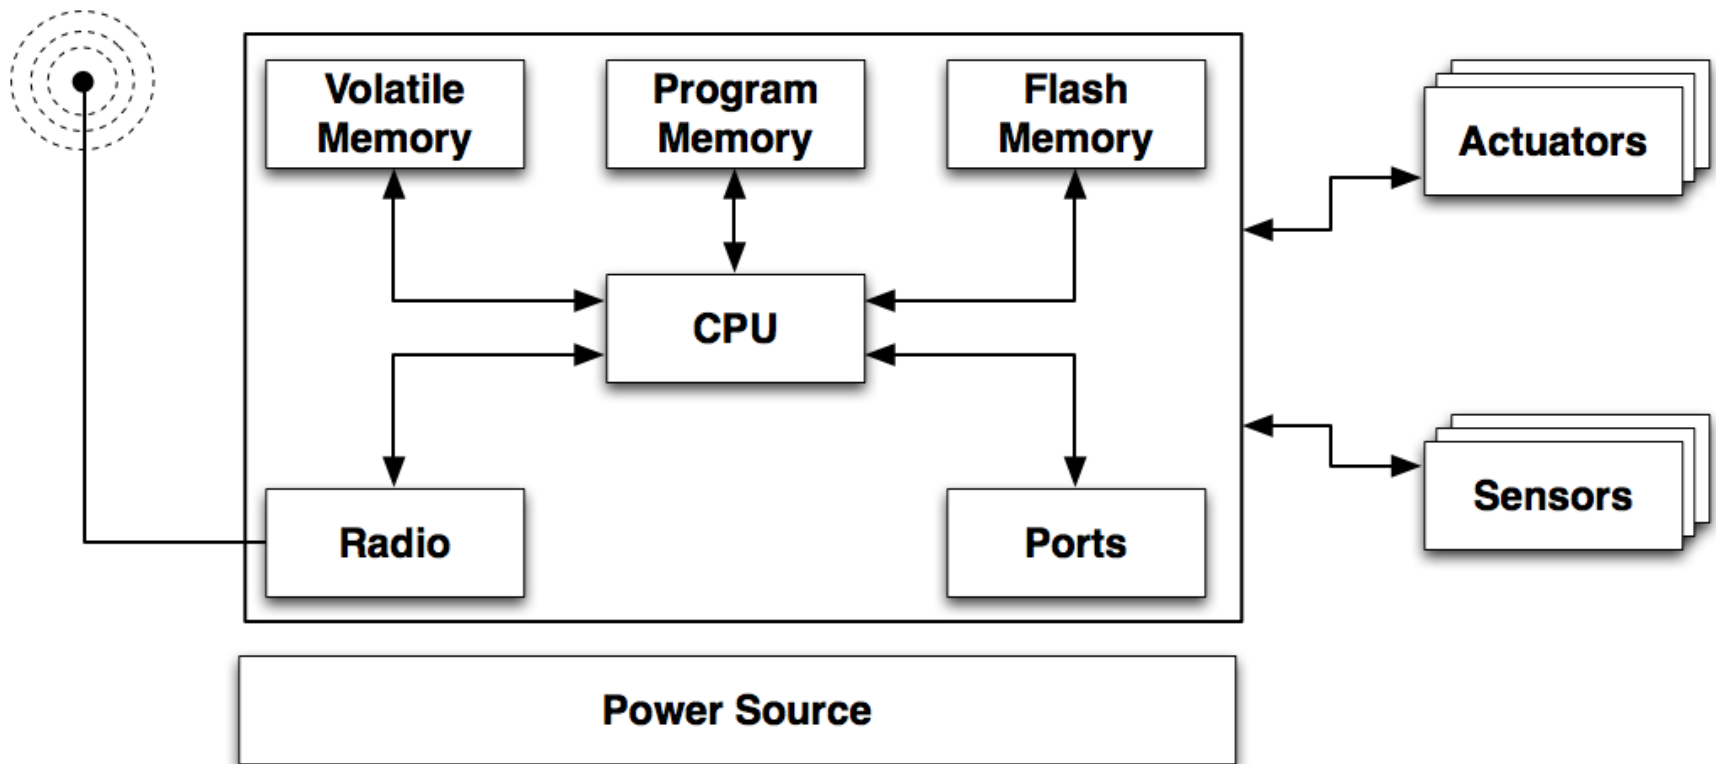 Volatile
Memory
Program
Memory
Flash
Memory
Actuators
CPU
Radio
Ports
Sensors
Power Source